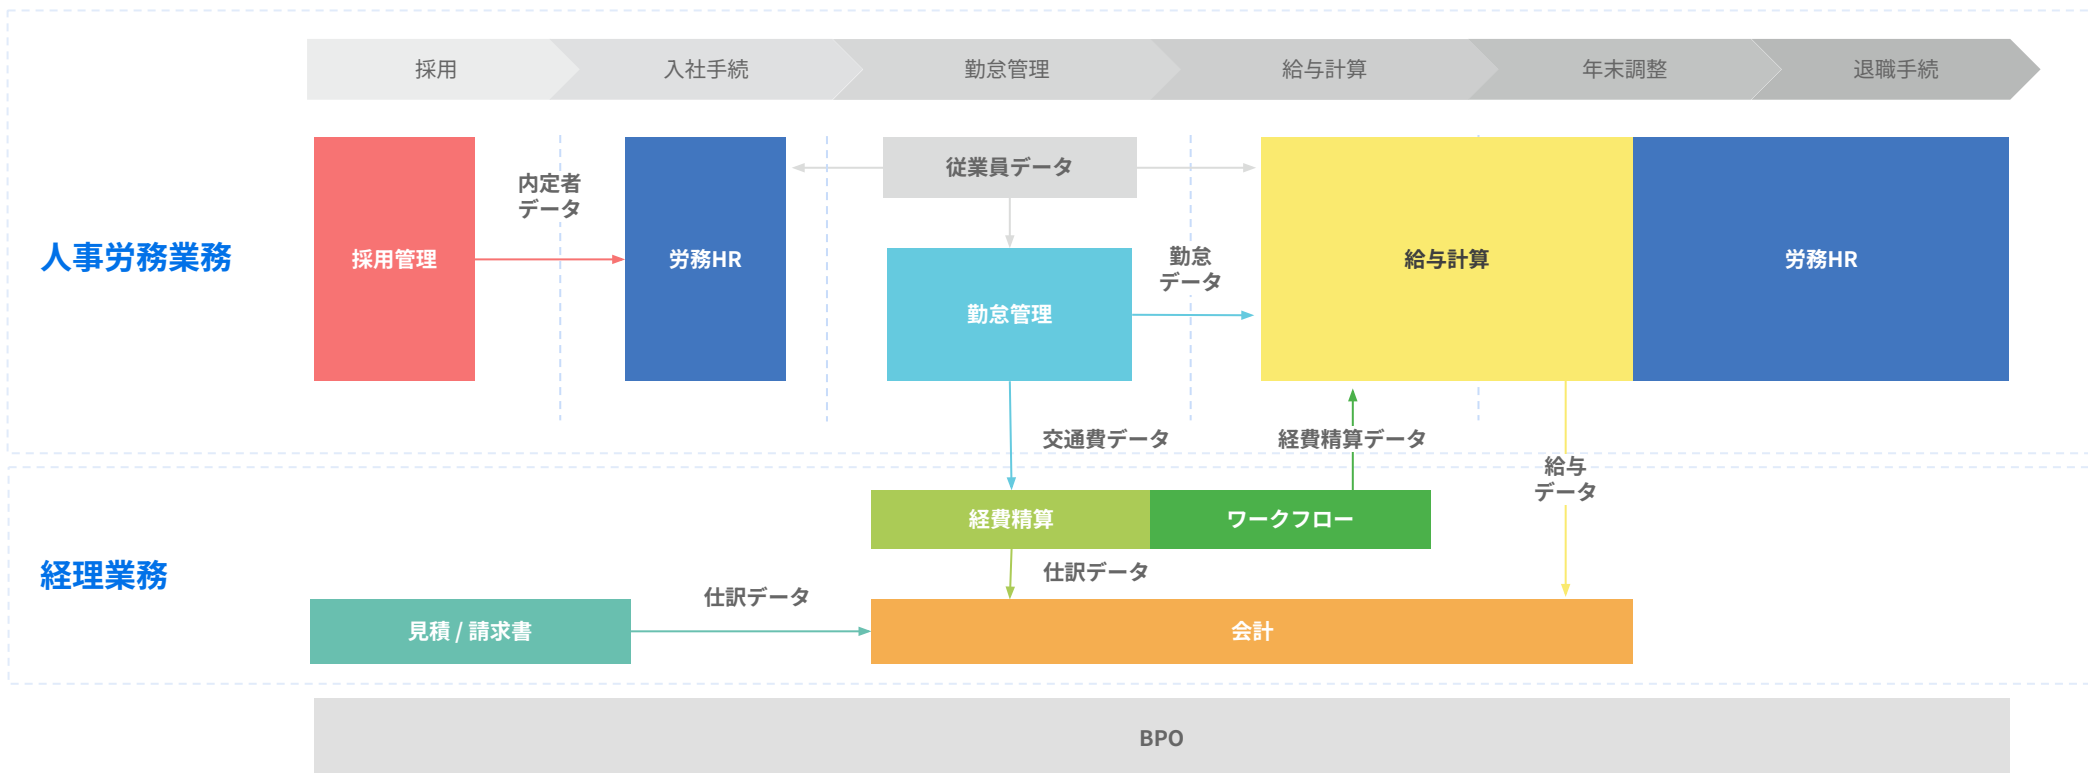 採用
入社手続
勤怠管理
給与計算
年末調整
退職手続
人事労務業務
採用管理
内定者
データ
労務HR
従業員データ
勤怠管理
勤怠
データ
給与計算
労務HR
交通費データ
経費精算データ
給与
データ
経理業務
経費精算
ワークフロー
仕訳データ
見積 / 請求書
仕訳データ
会計
BPO